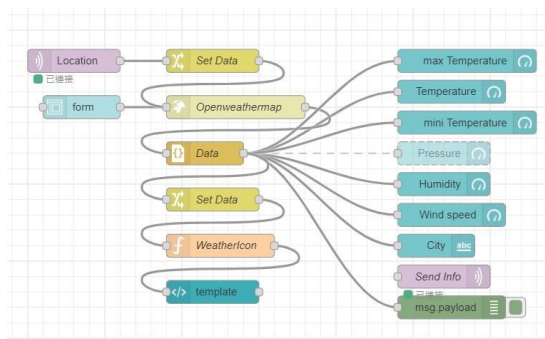 Location
已連接
form
Set Data
Openweathermap
{}
Data
Set Data
f
WeatherIcon
</>
template
max Temperature
Temperature
mini Temperature
Pressure
Humidity
Wind speed
City
abc
Send Info
已連接
msg.payload